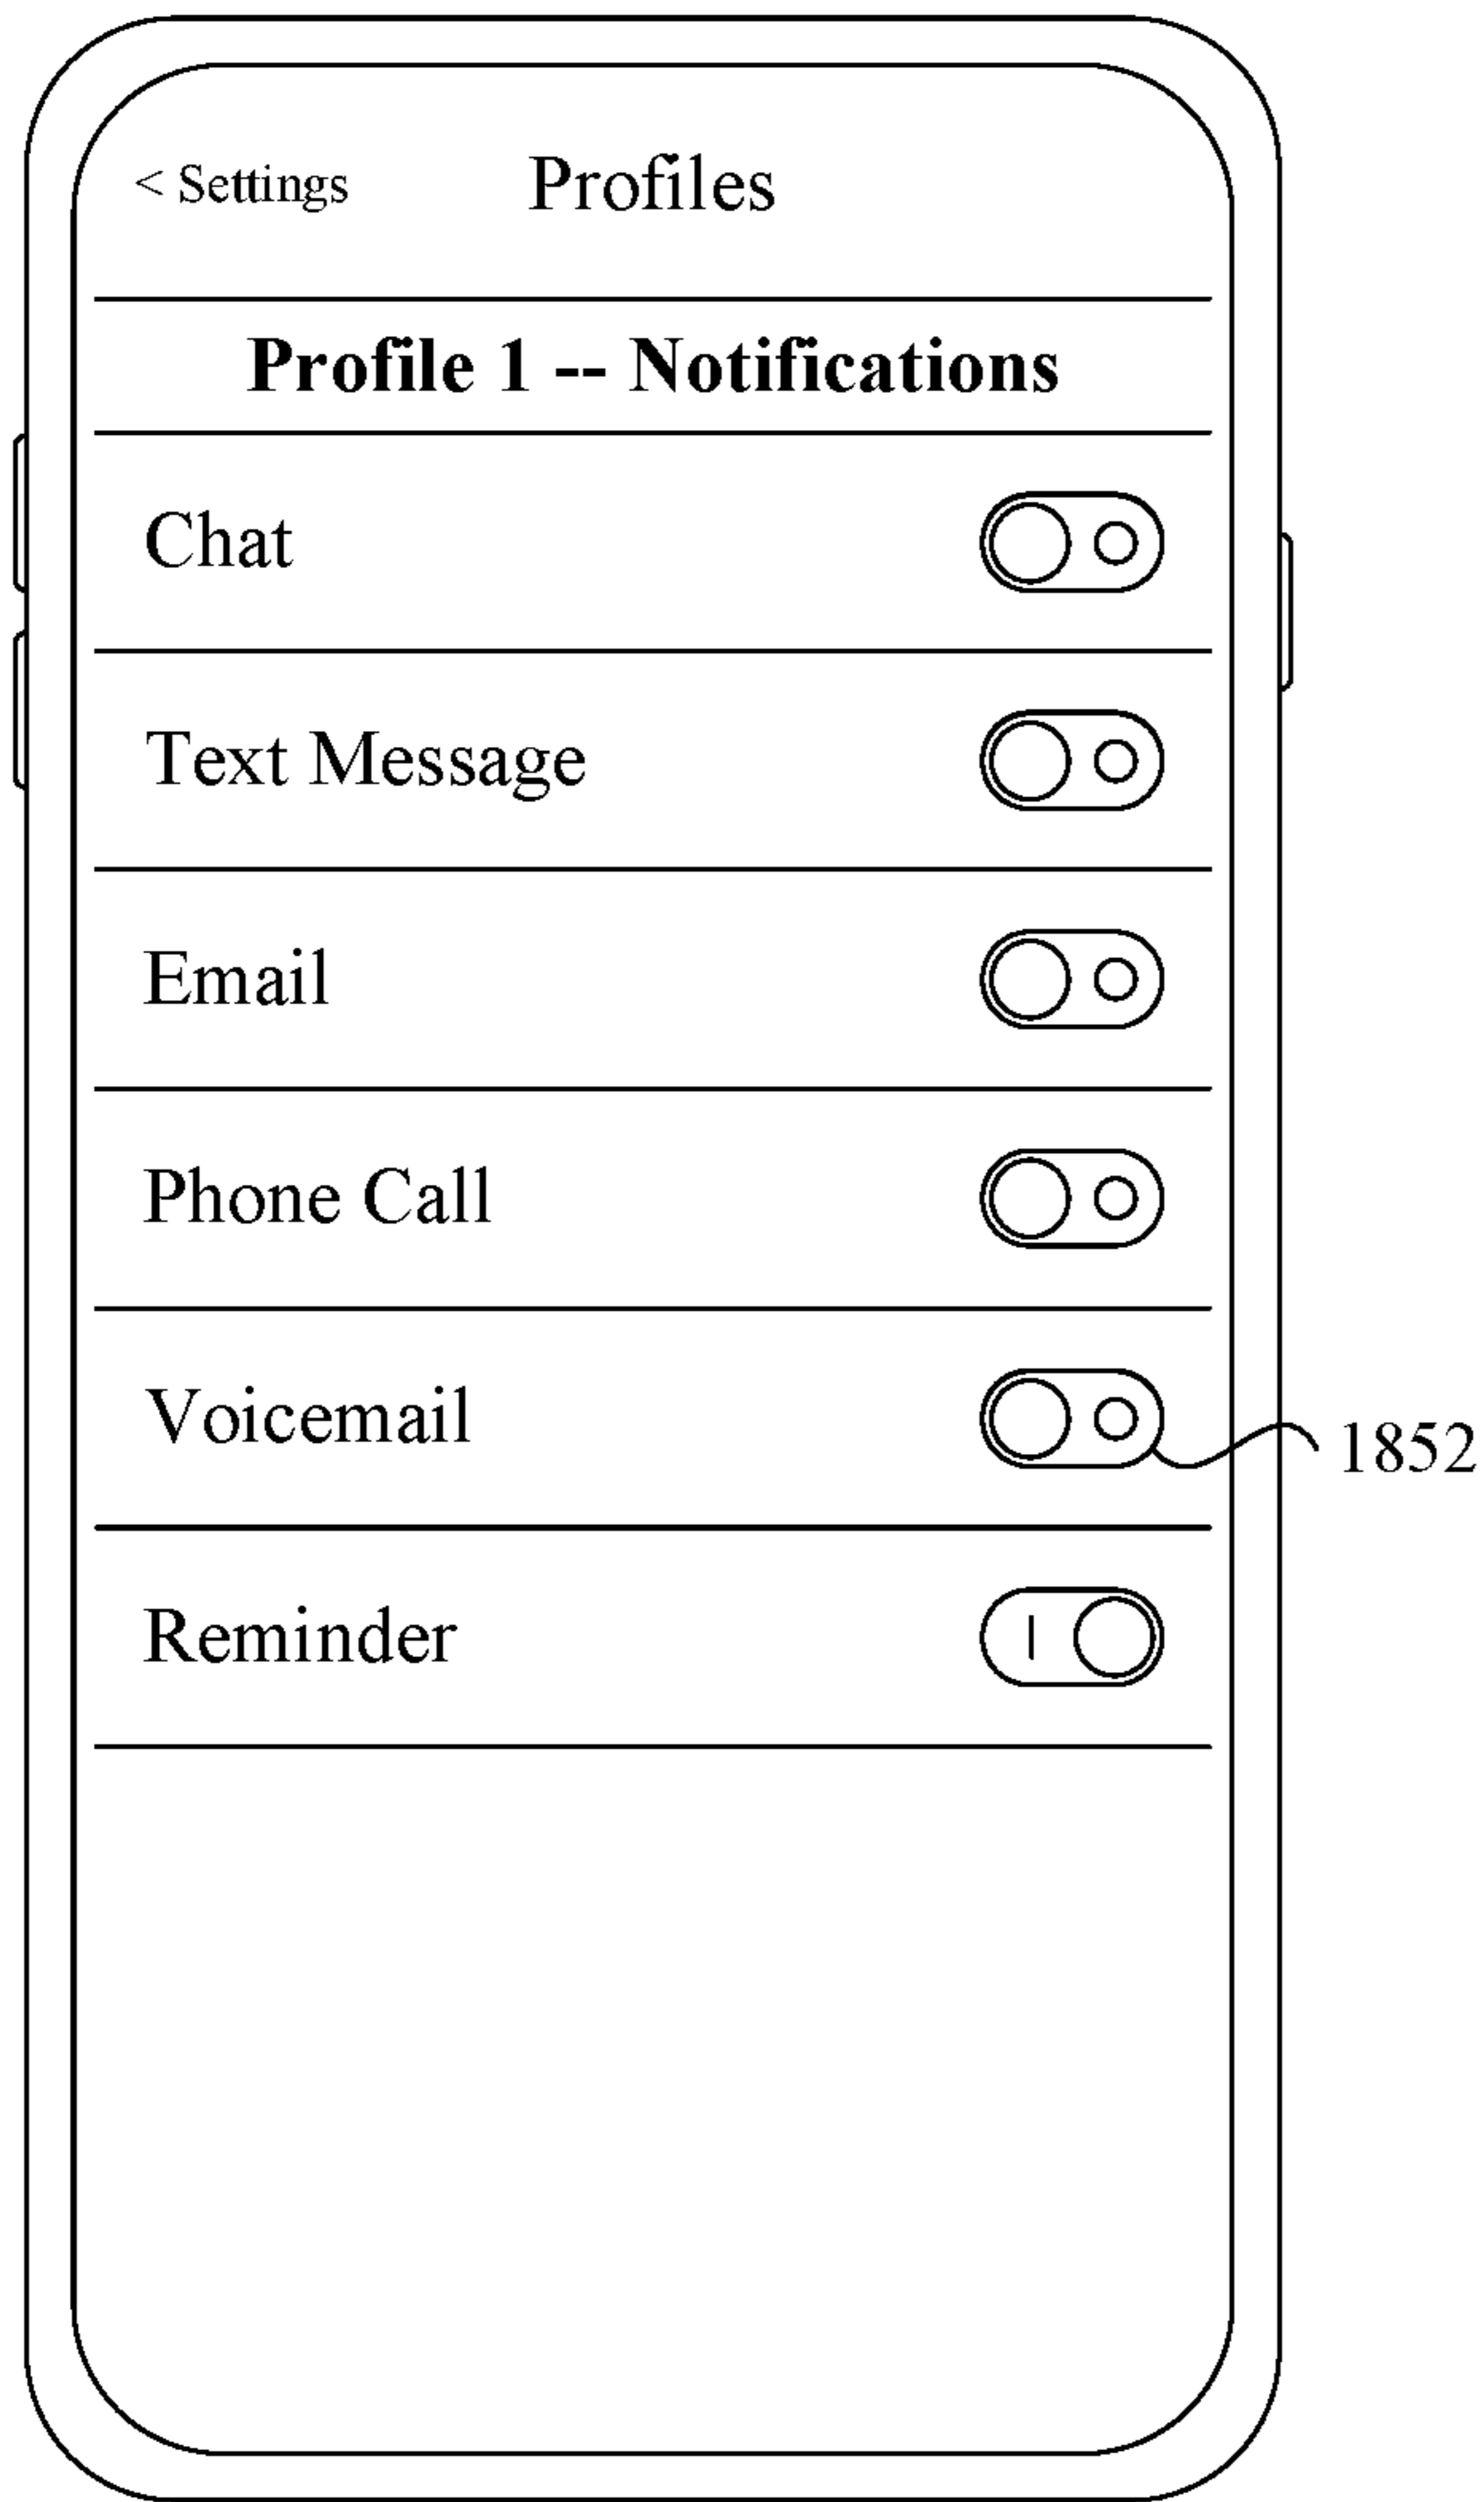 < Settings Profiles
Profile 1 -- Notifications
Chat
Text Message
Email
Phone Call
Voicemail
1852
Reminder